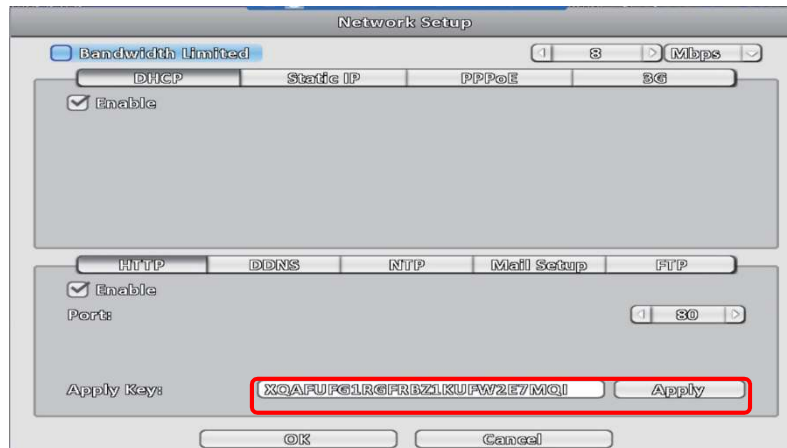 Network Setup
Bandwidth Limited 8 Mbps
DHCP Static IP PPPoE 3G
Enable
HTTP DDNS NTP Mail Setup FTP
Enable
Port: 80
Apply Key: XQAFUFG1RGFRBZ1KUFW2E7MQI Apply
OK Cancel